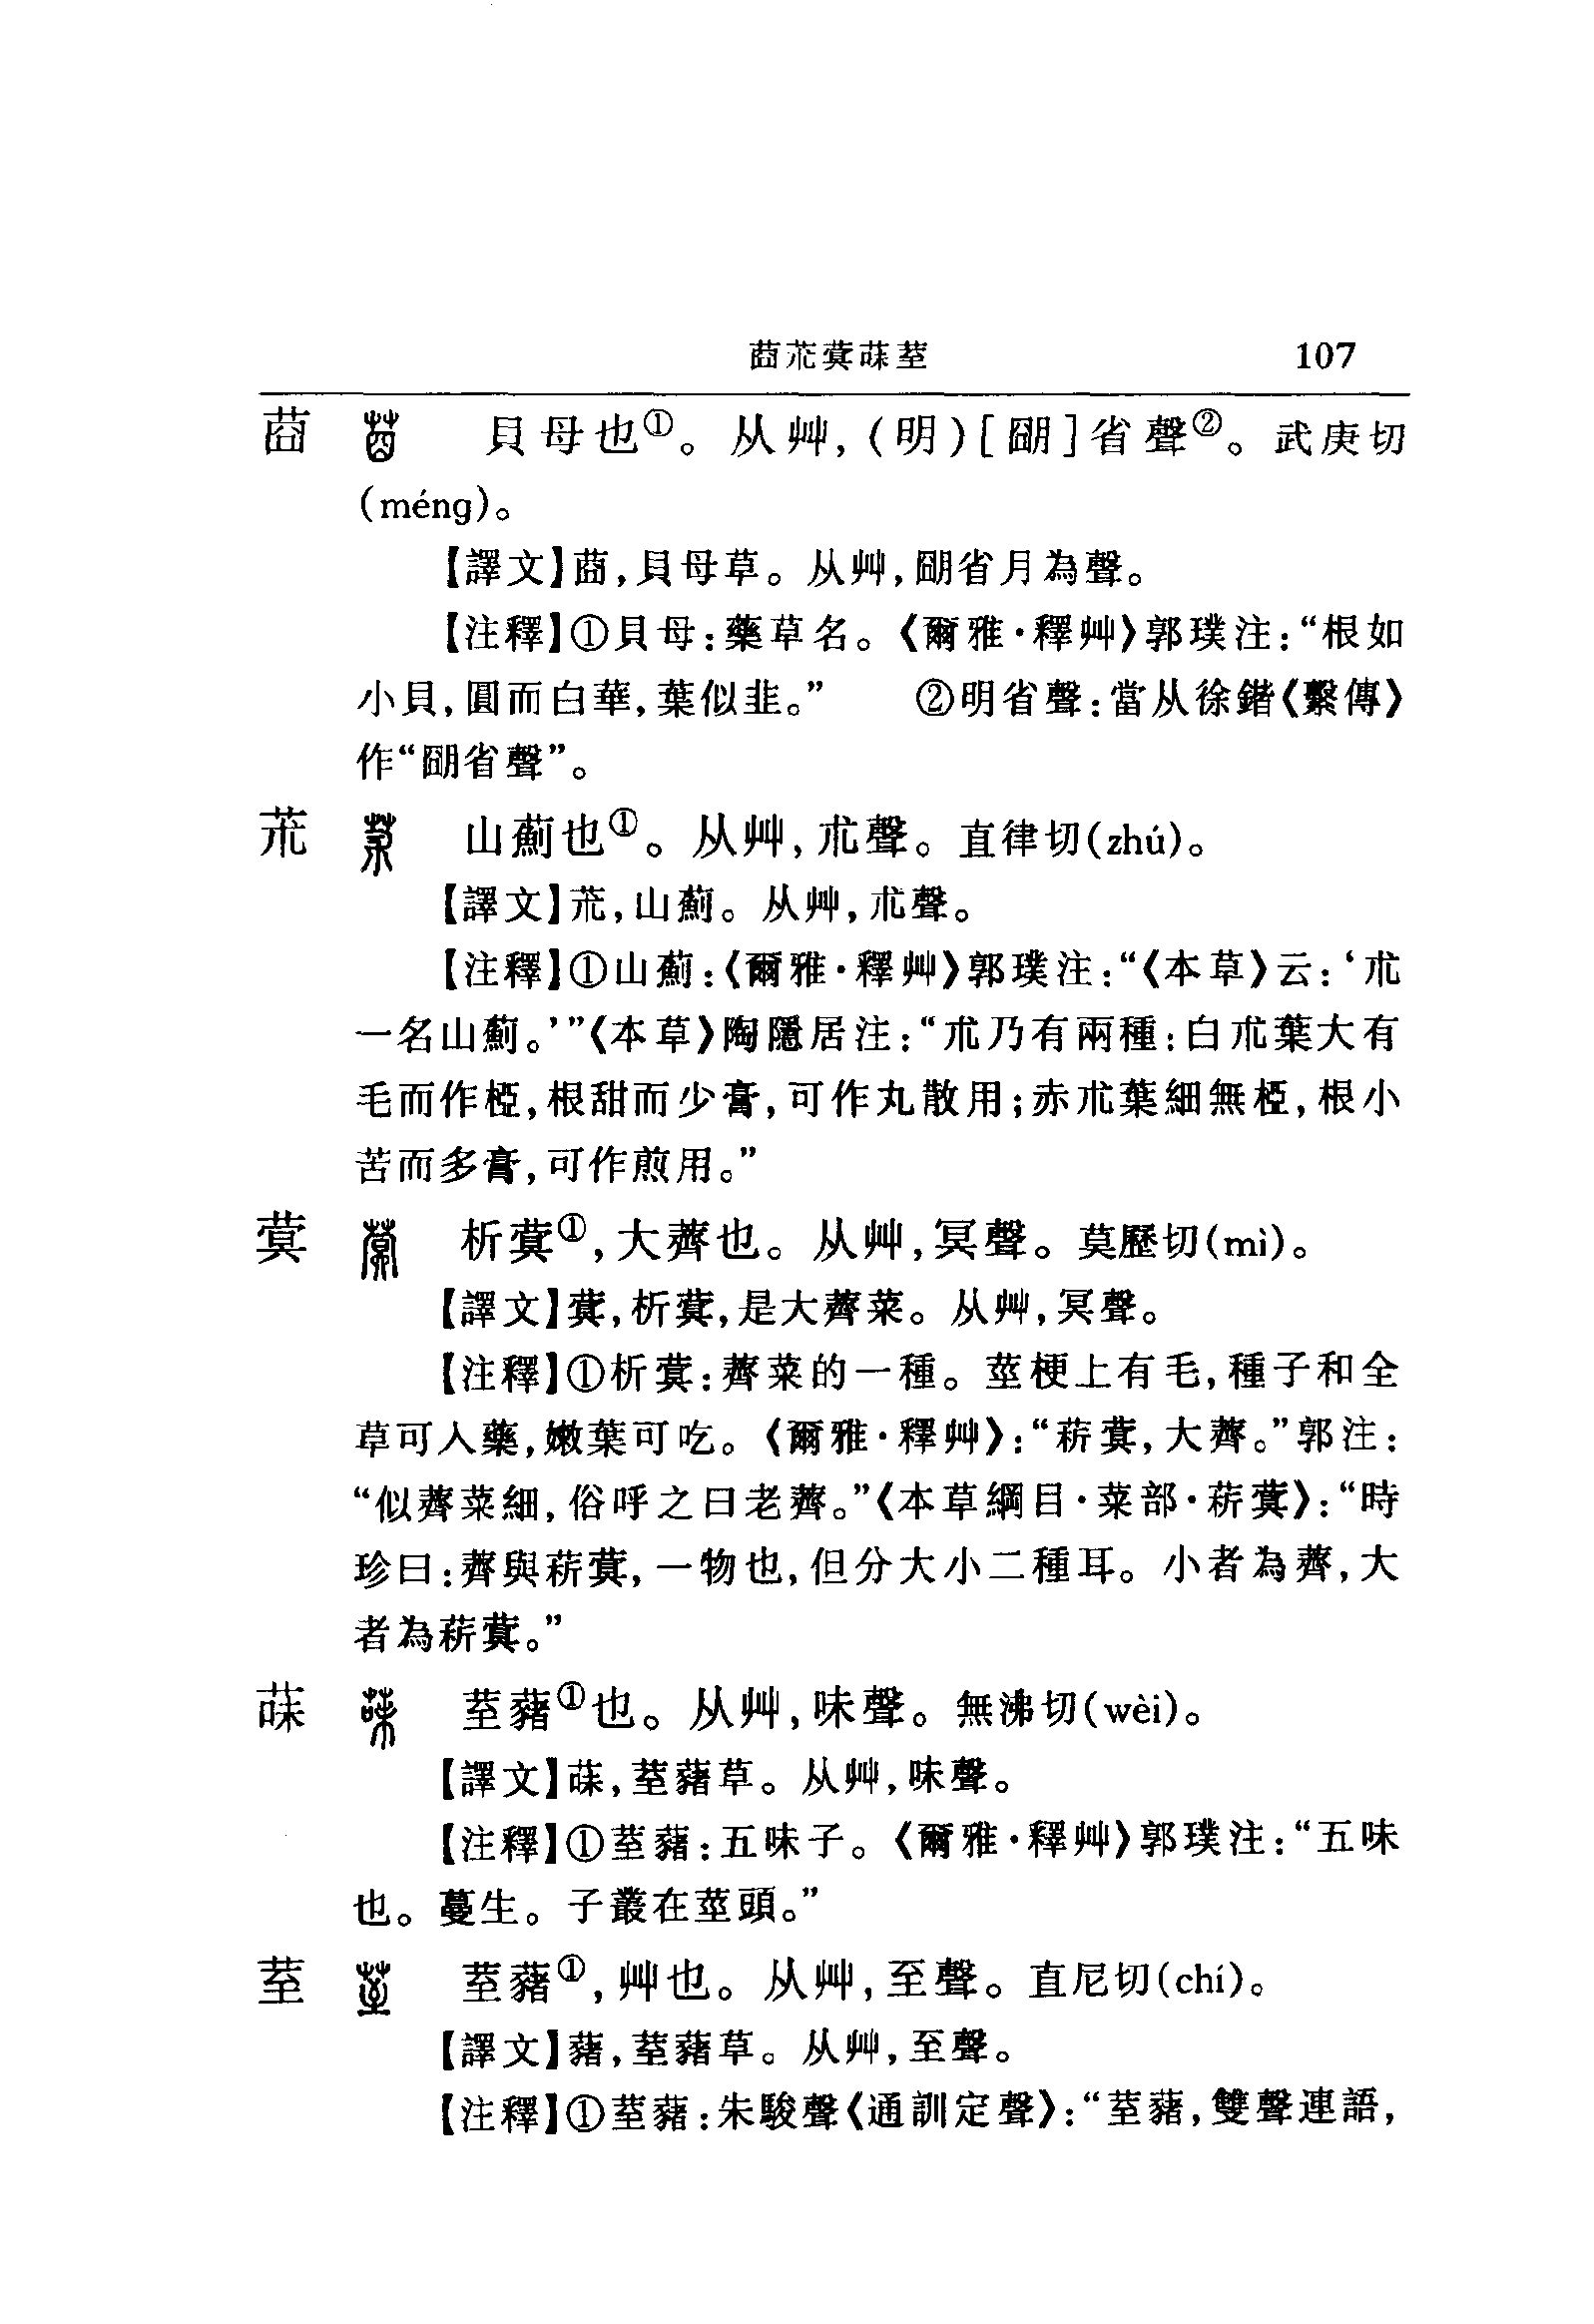 莔荒蓂菋荎 107
莔 貝母也①。从艸,(明)[朙]省聲②。武庚切
(méng)。
【譯文】莔,貝母草。从艸,朙省月為聲。
【注釋】①貝母:藥草名。《爾雅·釋艸》郭璞注:“根如
小貝,圓而白華,葉似韭。” ②明省聲:當从徐鍇《繫傳》
作“朙省聲”。
荒 山薊也①。从艸,朮聲。直律切(zhú)。
【譯文】荒,山薊。从艸,朮聲。
【注釋】①山薊:《爾雅·釋艸》郭璞注:“《本草》云:‘朮
一名山薊。’”《本草》陶隱居注:“朮乃有兩種:白朮葉大有
毛而作椏,根甜而少膏,可作丸散用;赤朮葉細無椏,根小
苦而多膏,可作煎用。”
蓂 析蓂①,大薺也。从艸,冥聲。莫歷切(mì)。
【譯文】蓂,析蓂,是大薺菜。从艸,冥聲。
【注釋】①析蓂:薺菜的一種。莖梗上有毛,種子和全
草可入藥,嫩葉可吃。《爾雅·釋艸》:“菥蓂,大薺。”郭注:
“似薺菜細,俗呼之曰老薺。”《本草綱目·菜部·菥蓂》:“時
珍曰:薺與菥蓂,一物也,但分大小二種耳。小者為薺,大
者為菥蓂。”
菋 荎藸①也。从艸,味聲。無沸切(wèi)。
【譯文】菋,荎藸草。从艸,味聲。
【注釋】①荎藸:五味子。《爾雅·釋艸》郭璞注:“五味
也。蔓生。子叢在莖頭。”
荎 荎藸①,艸也。从艸,至聲。直尼切(chí)。
【譯文】藸,荎藸草。从艸,至聲。
【注釋】①荎藸:朱駿聲《通訓定聲》:“荎藸,雙聲連語,